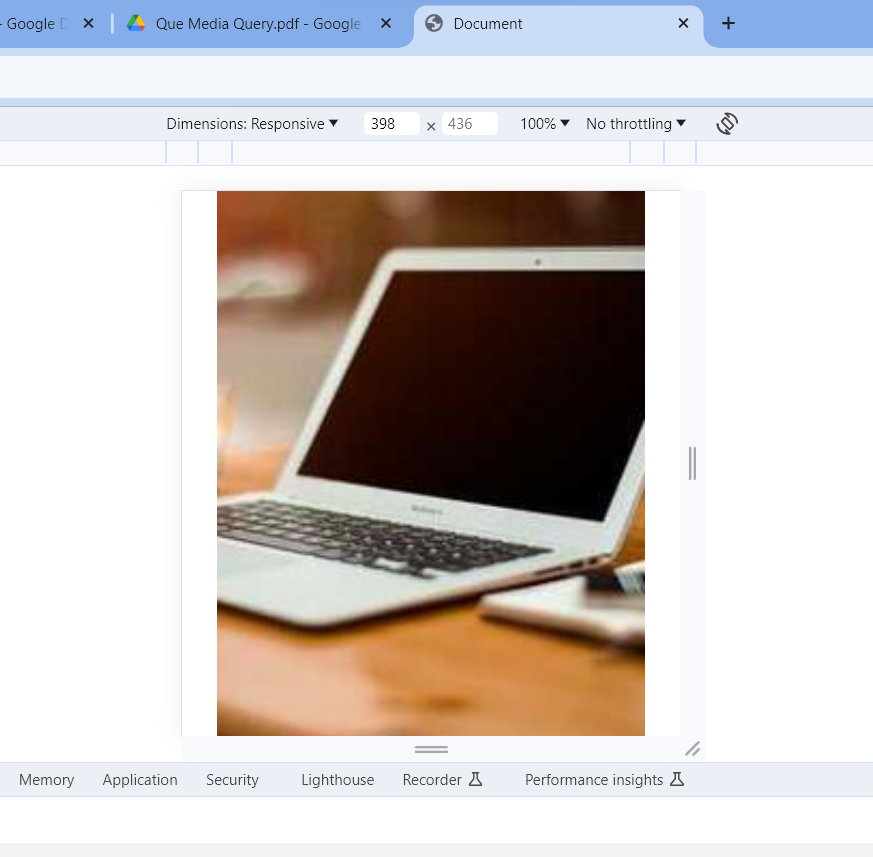 - Google
Que Media Query.pdf - Google
Document
Dimensions: Responsive 398 × 436 100% No throttling
Memory Application Security Lighthouse Recorder Performance insights